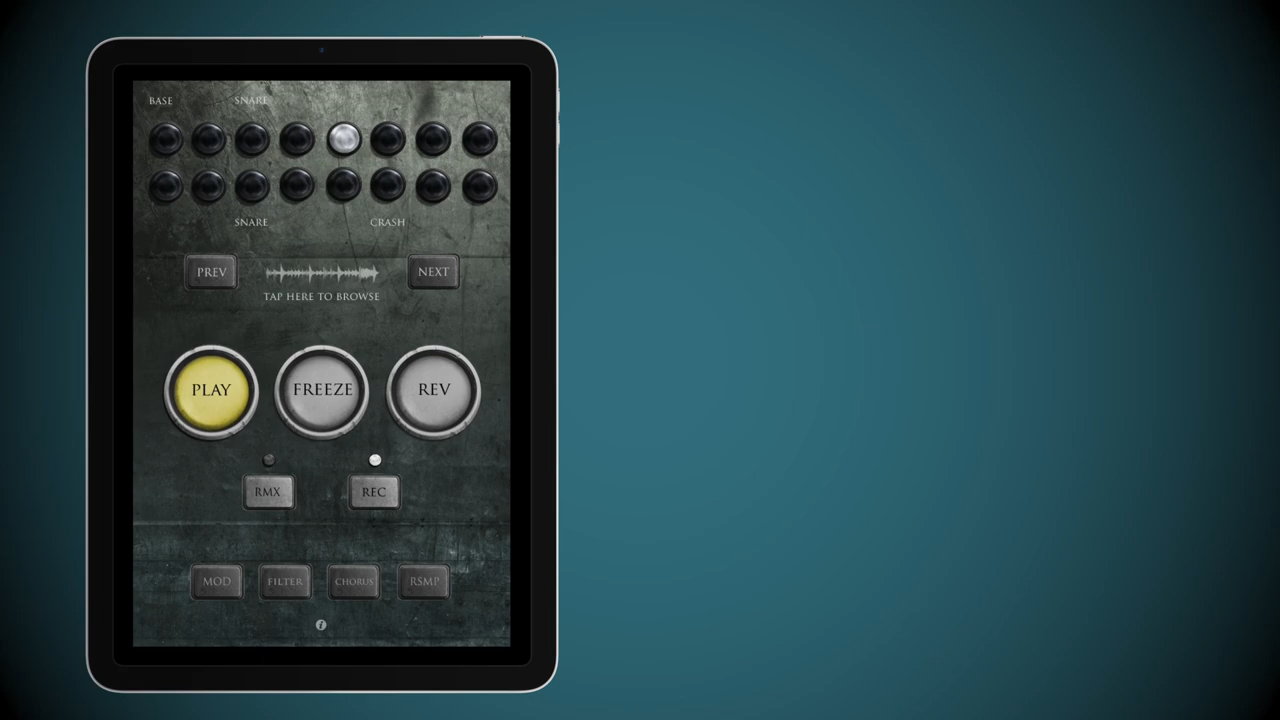 BASE SNARE
SNARE CRASH
PREV NEXT
TAP HERE TO BROWSE
PLAY FREEZE REV
RMX REC
MOD FILTER CHORUS RSMP
i